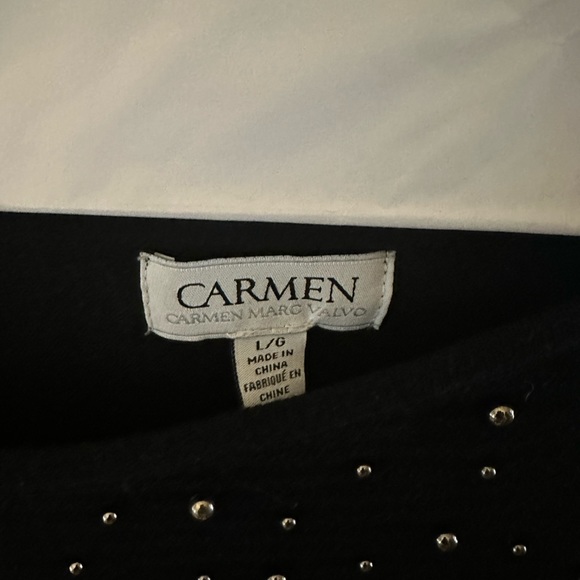 CARMEN
CARMEN MARC VALVO
L/G
MADE IN
CHINA
FABRIQUÉ EN
CHINE